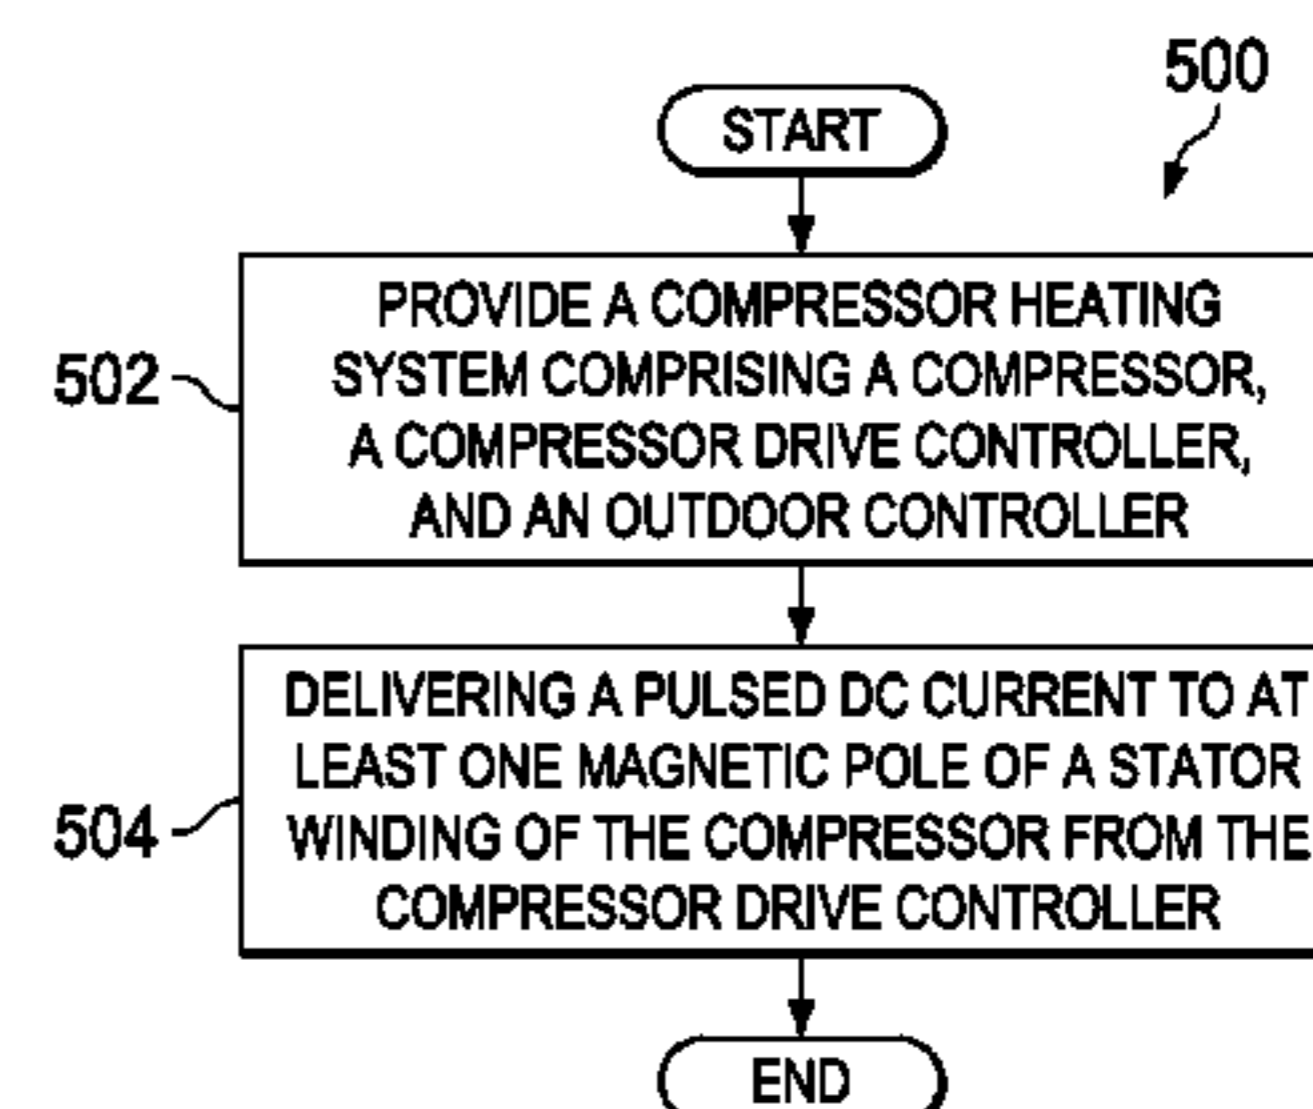 500
START
PROVIDE A COMPRESSOR HEATING
SYSTEM COMPRISING A COMPRESSOR,
A COMPRESSOR DRIVE CONTROLLER,
AND AN OUTDOOR CONTROLLER
502
DELIVERING A PULSED DC CURRENT TO AT
LEAST ONE MAGNETIC POLE OF A STATOR
WINDING OF THE COMPRESSOR FROM THE
COMPRESSOR DRIVE CONTROLLER
504
END